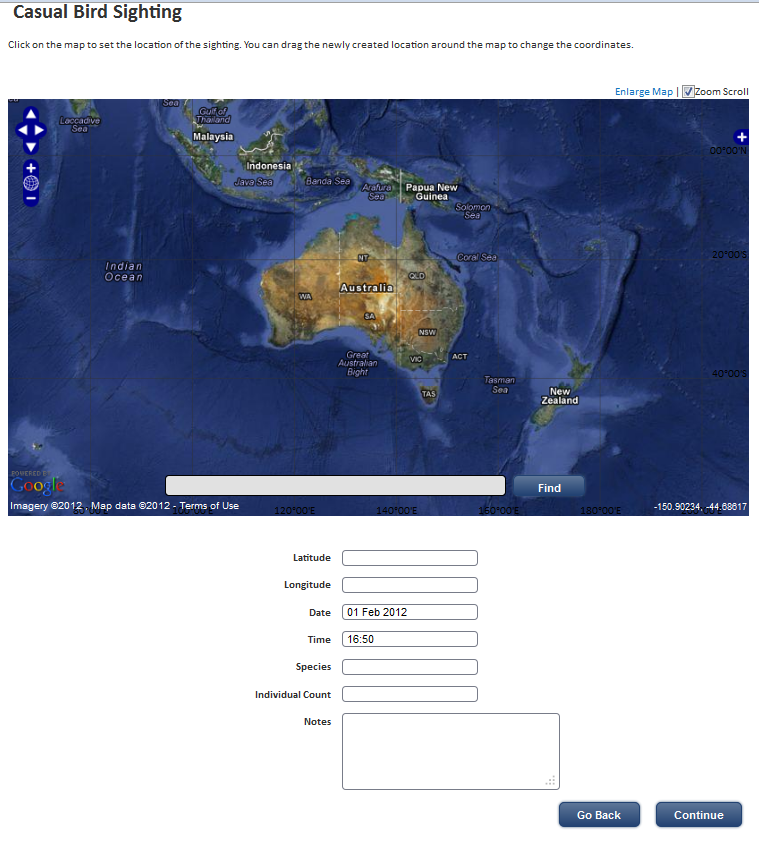 Casual Bird Sighting
Click on the map to set the location of the sighting. You can drag the newly created location around the map to change the coordinates.
Enlarge Map | Zoom Scroll
Laccadive
Sea
Sea
Gulf of
Thailand
Malaysia
Indonesia
Java Sea
Banda Sea
Arafura
Sea
Papua New
Guinea
Solomon
Sea
00°00'N
Indian
Ocean
NT
QLD
Coral Sea
20°00'S
WA
Australia
SA
NSW
Great
Australian
Bight
VIC
ACT
TAS
Tasman
Sea
New
Zealand
40°00'S
POWERED BY
Google
Find
Imagery ©2012 , Map data ©2012 - Terms of Use
120°00'E
140°00'E
160°00'E
180°00'E
-150.90234, -44.68617
Latitude
Longitude
Date 01 Feb 2012
Time 16:50
Species
Individual Count
Notes
Go Back Continue